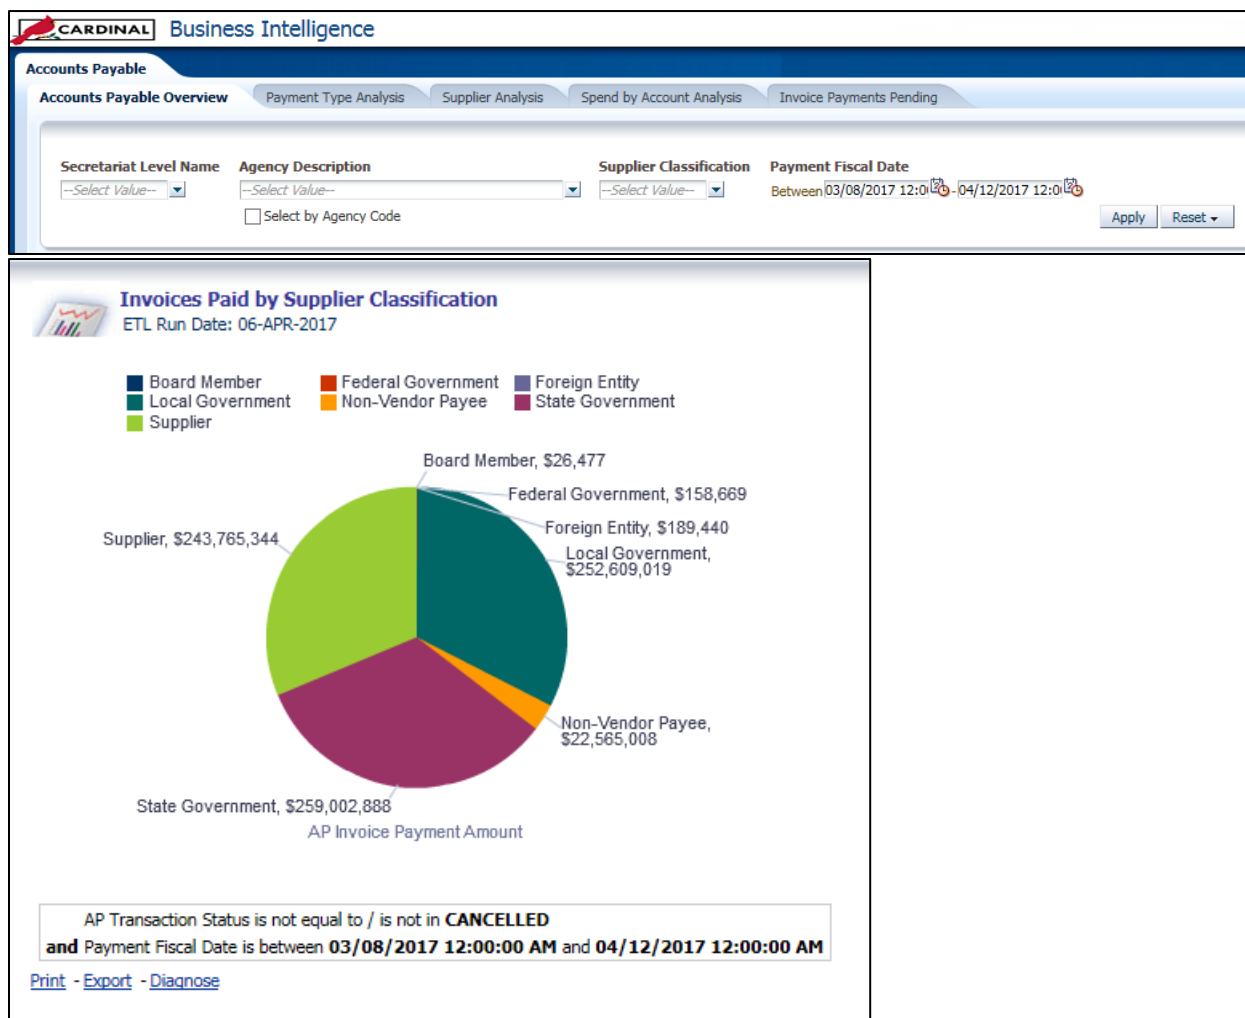 CARDINAL Business Intelligence
Accounts Payable
Accounts Payable Overview Payment Type Analysis Supplier Analysis Spend by Account Analysis Invoice Payments Pending
Secretariat Level Name Agency Description Supplier Classification Payment Fiscal Date
--Select Value-- --Select Value-- --Select Value-- Between 03/08/2017 12:0 - 04/12/2017 12:0
Select by Agency Code
Apply Reset
Invoices Paid by Supplier Classification
ETL Run Date: 06-APR-2017
Board Member Federal Government Foreign Entity
Local Government Non-Vendor Payee State Government
Supplier
Board Member, $26,477
Federal Government, $158,669
Foreign Entity, $189,440
Supplier, $243,765,344
Local Government,
$252,609,019
Non-Vendor Payee,
$22,565,008
State Government, $259,002,888
AP Invoice Payment Amount
AP Transaction Status is not equal to / is not in CANCELLED
and Payment Fiscal Date is between 03/08/2017 12:00:00 AM and 04/12/2017 12:00:00 AM
Print - Export - Diagnose